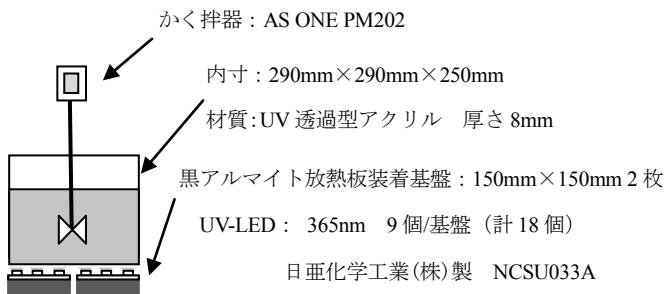 かく拌器：AS ONE PM202
内寸：290mm×290mm×250mm
材質：UV 透過型アクリル　厚さ 8mm
黒アルマイト放熱板装着基盤：150mm×150mm 2 枚
UV-LED： 365nm　9 個/基盤（計 18 個）
日亜化学工業(株)製　NCSU033A